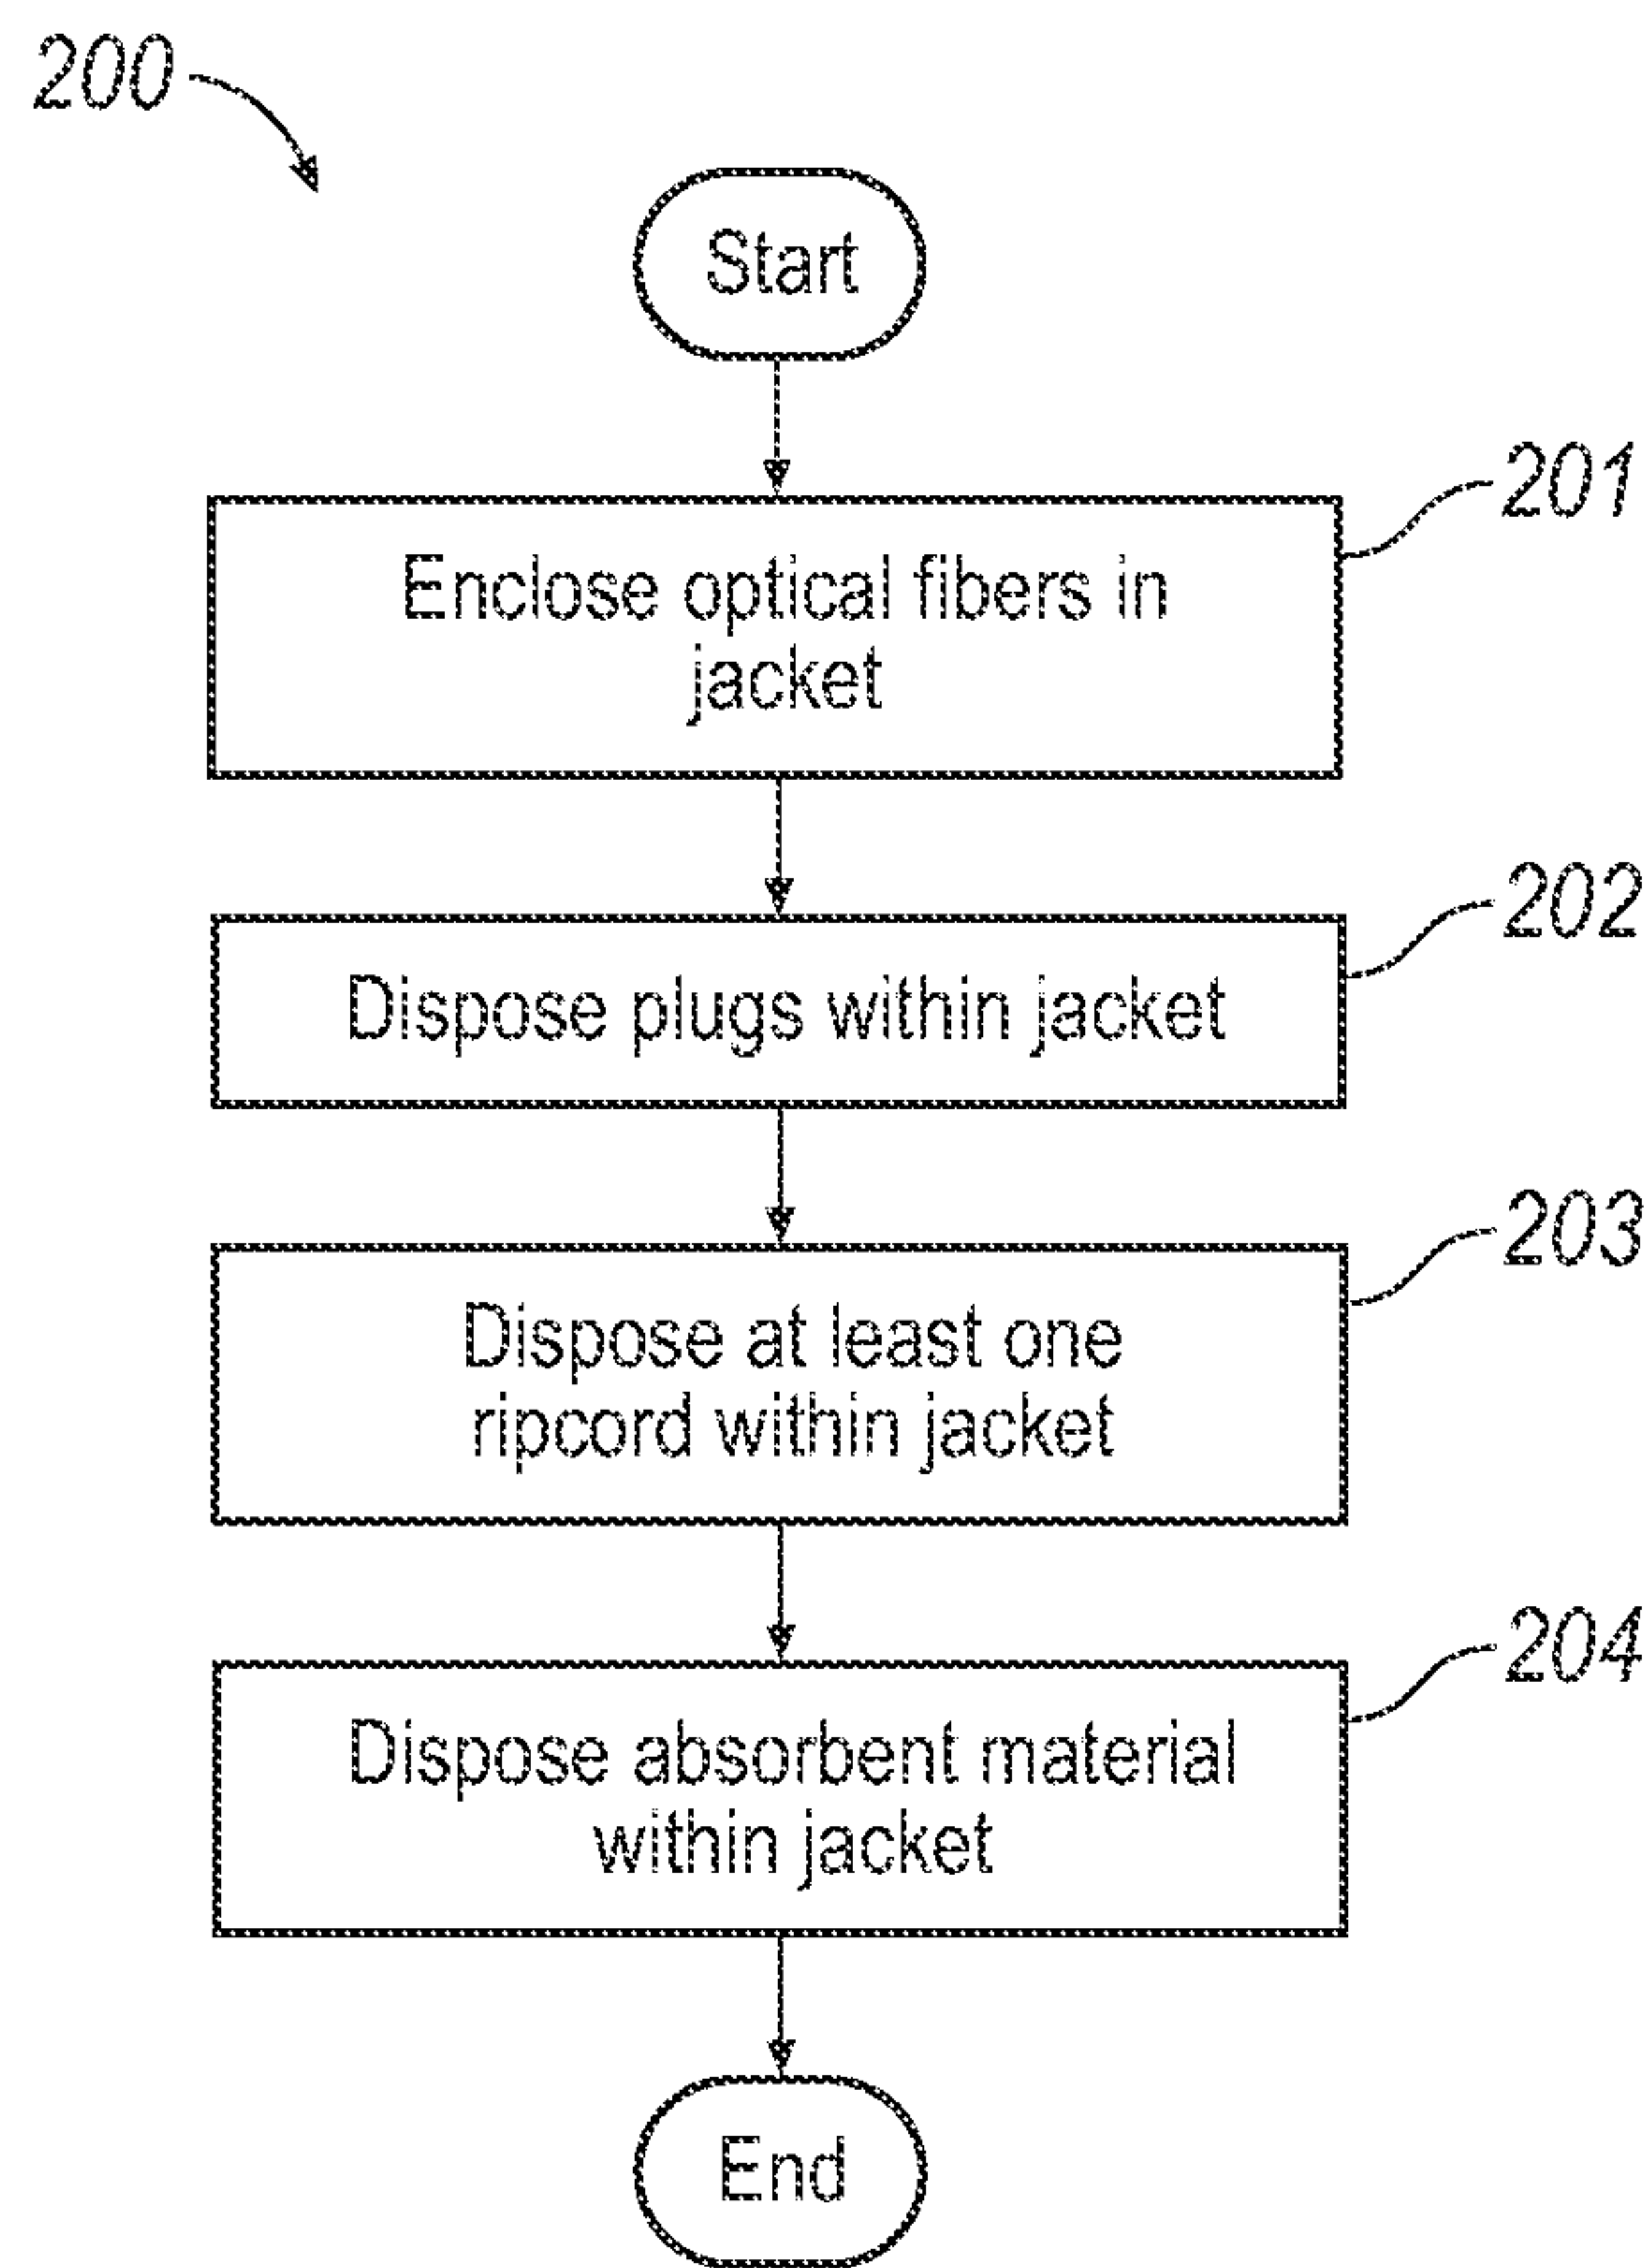 200
Start
201
Enclose optical fibers in
jacket
202
Dispose plugs within jacket
203
Dispose at least one
ripcord within jacket
204
Dispose absorbent material
within jacket
End